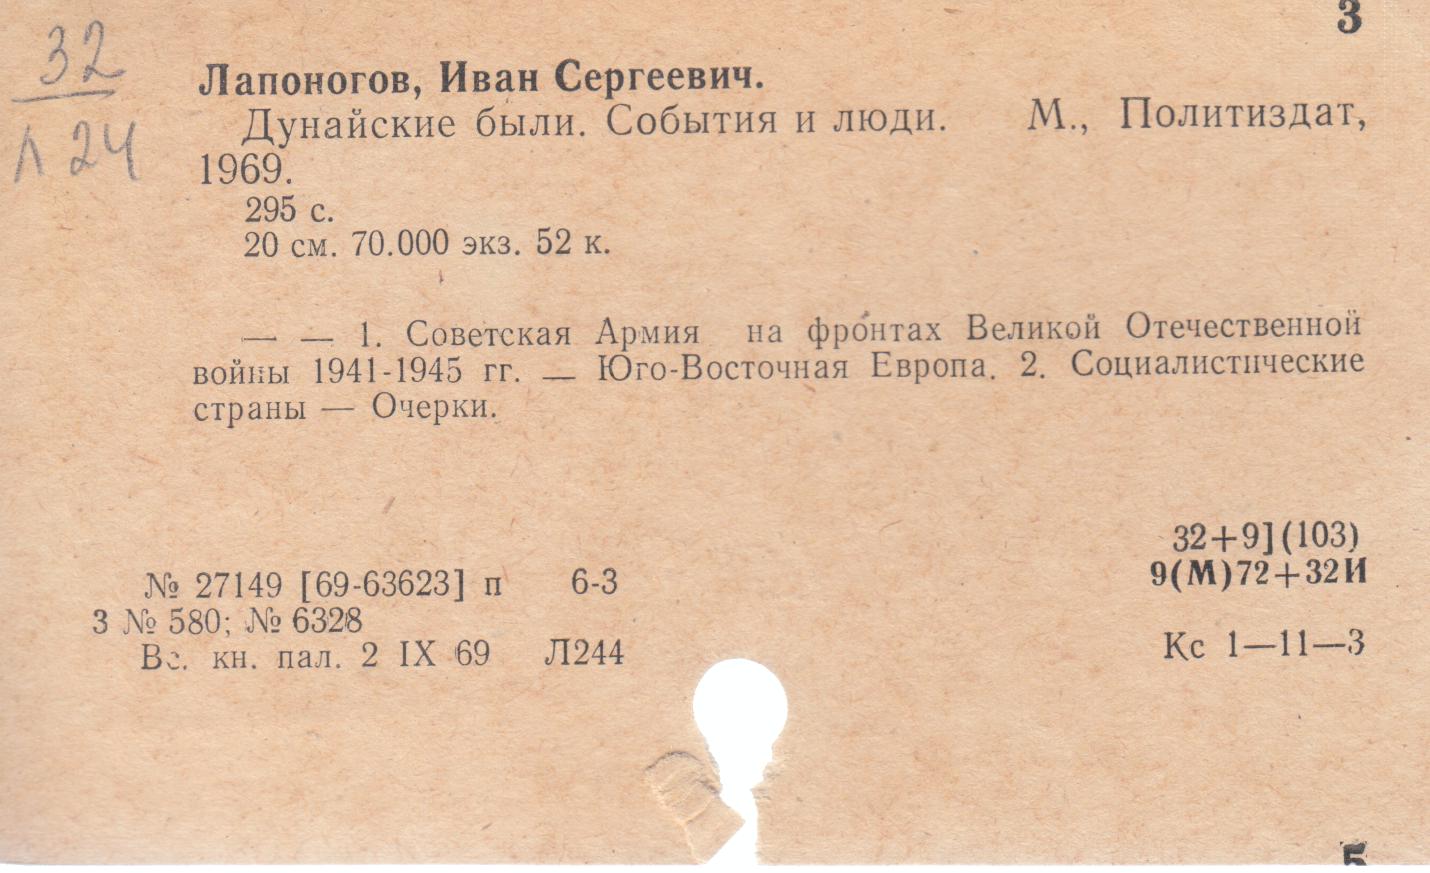 3
32
Л 24
Лапоногов, Иван Сергеевич.
Дунайские были. События и люди. М., Политиздат,
1969.
295 с.
20 см. 70.000 экз. 52 к.
— — 1. Советская Армия на фронтах Великой Отечественной
войны 1941-1945 гг. — Юго-Восточная Европа. 2. Социалистические
страны — Очерки.
32+9](103)
9(М)72+32И
№ 27149 [69-63623] п 6-3
3 № 580; № 6328
Вс. кн. пал. 2 IX 69 Л244
Кс 1—11—3
5